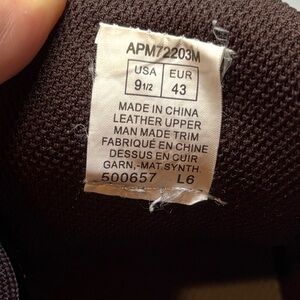 APM72203M
USA EUR
9 1/2 43
MADE IN CHINA
LEATHER UPPER
MAN MADE TRIM
FABRIQUÉ EN CHINE
DESSUS EN CUIR
GARN,-MAT.SYNTH.
500657 L6